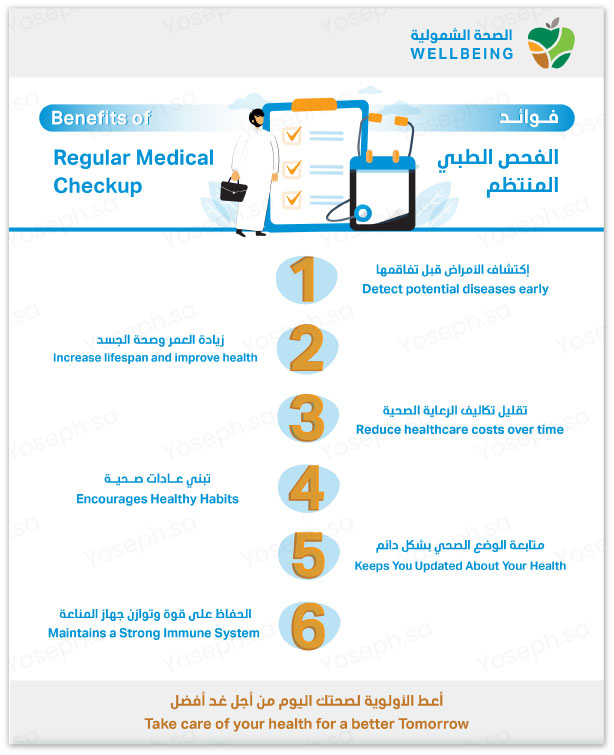 الصحة الشمولية
WELLBEING
Benefits of
فـوائـد
Regular Medical
Checkup
الفحص الطبي
المنتظم
1
إكتشاف الأمراض قبل تفاقمها
Detect potential diseases early
زيادة العمر وصحة الجسد
Increase lifespan and improve health
2
3
تقليل تكاليف الرعاية الصحية
Reduce healthcare costs over time
تبني عـادات صـحيـة
Encourages Healthy Habits
4
5
متابعة الوضع الصحي بشكل دائم
Keeps You Updated About Your Health
الحفاظ على قوة وتوازن جهاز المناعة
Maintains a Strong Immune System
6
أعط الأولوية لصحتك اليوم من أجل غد أفضل
Take care of your health for a better Tomorrow
Yoseph.sa